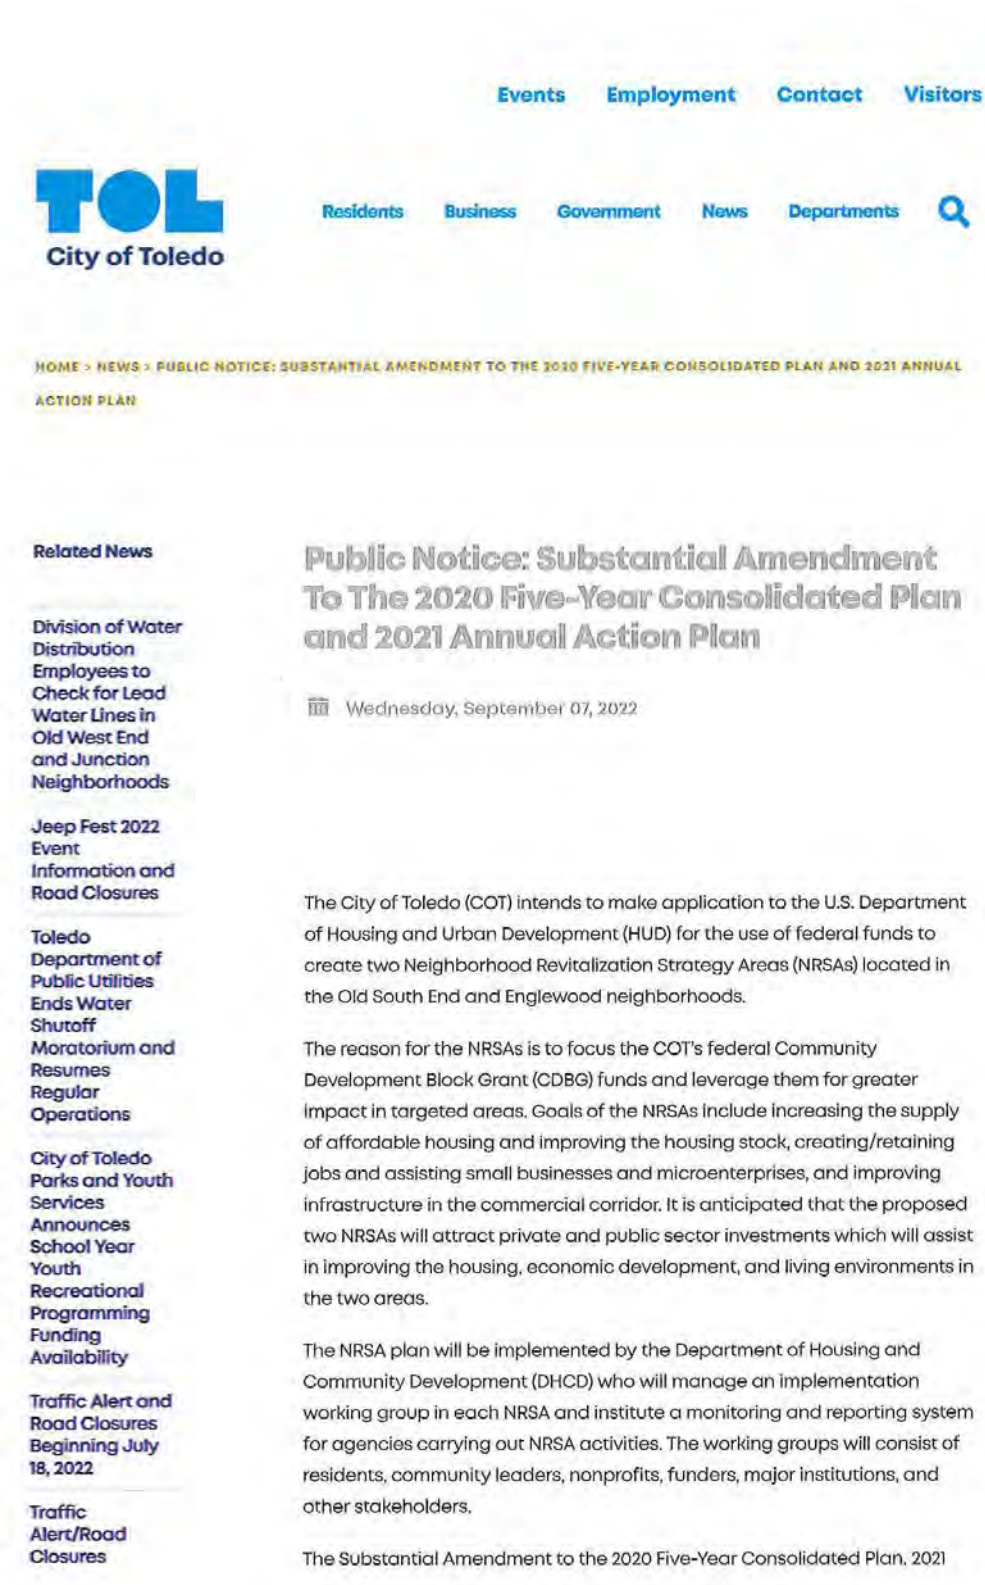 Events Employment Contact Visitors
TOL
City of Toledo
Residents Business Government News Departments
HOME > NEWS > PUBLIC NOTICE: SUBSTANTIAL AMENDMENT TO THE 2020 FIVE-YEAR CONSOLIDATED PLAN AND 2021 ANNUAL
ACTION PLAN
Related News
Division of Water
Distribution
Employees to
Check for Lead
Water Lines in
Old West End
and Junction
Neighborhoods
Jeep Fest 2022
Event
Information and
Road Closures
Toledo
Department of
Public Utilities
Ends Water
Shutoff
Moratorium and
Resumes
Regular
Operations
City of Toledo
Parks and Youth
Services
Announces
School Year
Youth
Recreational
Programming
Funding
Availability
Traffic Alert and
Road Closures
Beginning July
18, 2022
Traffic
Alert/Road
Closures
Public Notice: Substantial Amendment
To The 2020 Five-Year Consolidated Plan
and 2021 Annual Action Plan
Wednesday, September 07, 2022
The City of Toledo (COT) intends to make application to the U.S. Department
of Housing and Urban Development (HUD) for the use of federal funds to
create two Neighborhood Revitalization Strategy Areas (NRSAs) located in
the Old South End and Englewood neighborhoods.
The reason for the NRSAs is to focus the COT's federal Community
Development Block Grant (CDBG) funds and leverage them for greater
impact in targeted areas. Goals of the NRSAs include increasing the supply
of affordable housing and improving the housing stock, creating/retaining
jobs and assisting small businesses and microenterprises, and improving
infrastructure in the commercial corridor. It is anticipated that the proposed
two NRSAs will attract private and public sector investments which will assist
in improving the housing, economic development, and living environments in
the two areas.
The NRSA plan will be implemented by the Department of Housing and
Community Development (DHCD) who will manage an implementation
working group in each NRSA and institute a monitoring and reporting system
for agencies carrying out NRSA activities. The working groups will consist of
residents, community leaders, nonprofits, funders, major institutions, and
other stakeholders.
The Substantial Amendment to the 2020 Five-Year Consolidated Plan, 2021